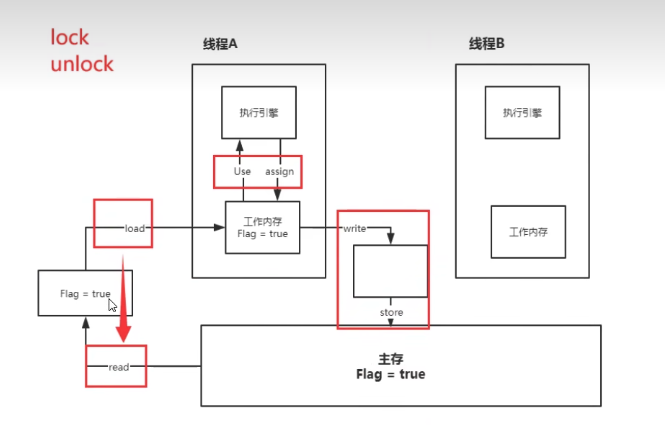 lock
unlock
线程A
线程B
执行引擎
执行引擎
Use
assign
工作内存
Flag = true
工作内存
load
write
Flag = true
store
read
主存
Flag = true